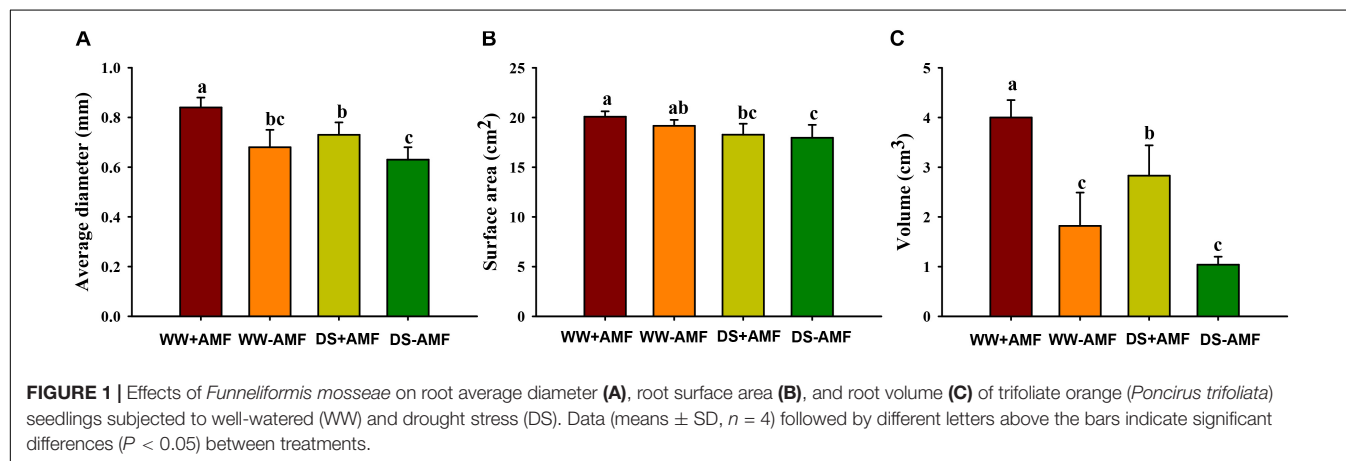 A
Average diameter (mm)
1.0
0.8
0.6
0.4
0.2
0.0
a
bc
b
c
WW+AMF WW-AMF DS+AMF DS-AMF
B
Surface area (cm²)
25
20
15
10
5
0
a
ab
bc
c
WW+AMF WW-AMF DS+AMF DS-AMF
C
Volume (cm³)
5
4
3
2
1
0
a
c
b
c
WW+AMF WW-AMF DS+AMF DS-AMF
FIGURE 1 | Effects of Funneliformis mosseae on root average diameter (A), root surface area (B), and root volume (C) of trifoliate orange (Poncirus trifoliata)
seedlings subjected to well-watered (WW) and drought stress (DS). Data (means ± SD, n = 4) followed by different letters above the bars indicate significant
differences (P < 0.05) between treatments.